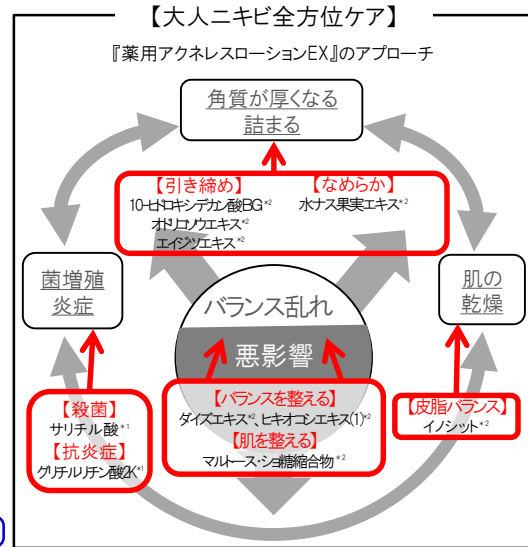 【大人ニキビ全方位ケア】
『薬用アクネレスローションEX』のアプローチ
角質が厚くなる
詰まる
【引き締め】
10-ヒドロキシデカン酸BG*2
オドリコソウエキス*2
エイジツエキス*2
【なめらか】
水ナス果実エキス*2
菌増殖
炎症
肌の
乾燥
バランス乱れ
悪影響
【殺菌】
サリチル酸*1
【抗炎症】
グリチルリチン酸2K*1
【バランスを整える】
ダイズエキス*2、ヒキオコシエキス(1)*2
【肌を整える】
マルトース・ショ糖縮合物*2
【皮脂バランス】
イノシット*2